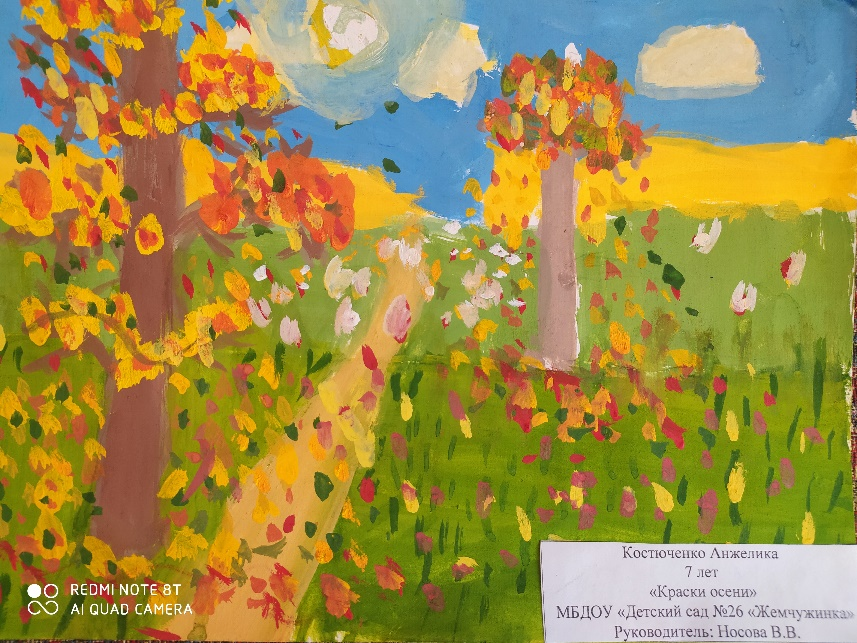 Костюченко Анжелика
7 лет
«Краски осени»
МБДОУ «Детский сад №26 «Жемчужинка»
Руководитель: Носова В.В.
REDMI NOTE 8T
AI QUAD CAMERA